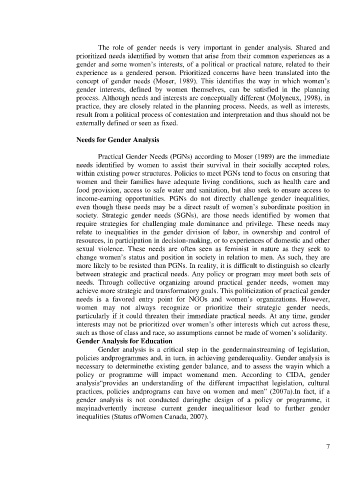 The role of gender needs is very important in gender analysis. Shared and
prioritized needs identified by women that arise from their common experiences as a
gender and some women's interests, of a political or practical nature, related to their
experience as a gendered person. Prioritized concerns have been translated into the
concept of gender needs (Moser, 1989). This identifies the way in which women's
gender interests, defined by women themselves, can be satisfied in the planning
process. Although needs and interests are conceptually different (Molyneux, 1998), in
practice, they are closely related in the planning process. Needs, as well as interests,
result from a political process of contestation and interpretation and thus should not be
externally defined or seen as fixed.
Needs for Gender Analysis
Practical Gender Needs (PGNs) according to Moser (1989) are the immediate
needs identified by women to assist their survival in their socially accepted roles,
within existing power structures. Policies to meet PGNs tend to focus on ensuring that
women and their families have adequate living conditions, such as health care and
food provision, access to safe water and sanitation, but also seek to ensure access to
income-earning opportunities. PGNs do not directly challenge gender inequalities,
even though these needs may be a direct result of women's subordinate position in
society. Strategic gender needs (SGNs), are those needs identified by women that
require strategies for challenging male dominance and privilege. These needs may
relate to inequalities in the gender division of labor, in ownership and control of
resources, in participation in decision-making, or to experiences of domestic and other
sexual violence. These needs are often seen as feminist in nature as they seek to
change women's status and position in society in relation to men. As such, they are
more likely to be resisted than PGNs. In reality, it is difficult to distinguish so clearly
between strategic and practical needs. Any policy or program may meet both sets of
needs. Through collective organizing around practical gender needs, women may
achieve more strategic and transformatory goals. This politicization of practical gender
needs is a favored entry point for NGOs and women's organizations. However,
women may not always recognize or prioritize their strategic gender needs,
particularly if it could threaten their immediate practical needs. At any time, gender
interests may not be prioritized over women's other interests which cut across these,
such as those of class and race, so assumptions cannot be made of women's solidarity.
Gender Analysis for Education
Gender analysis is a critical step in the gendermainstreaming of legislation,
policies andprogrammes and, in turn, in achieving genderequality. Gender analysis is
necessary to determinethe existing gender balance, and to assess the wayin which a
policy or programme will impact womenand men. According to CIDA, gender
analysis"provides an understanding of the different impactthat legislation, cultural
practices, policies andprograms can have on women and men" (2007a).In fact, if a
gender analysis is not conducted duringthe design of a policy or programme, it
mayinadvertently increase current gender inequalitiesor lead to further gender
inequalities (Status ofWomen Canada, 2007).
7